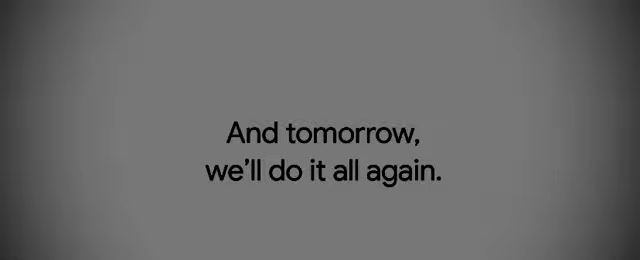 And tomorrow,
we’ll do it all again.